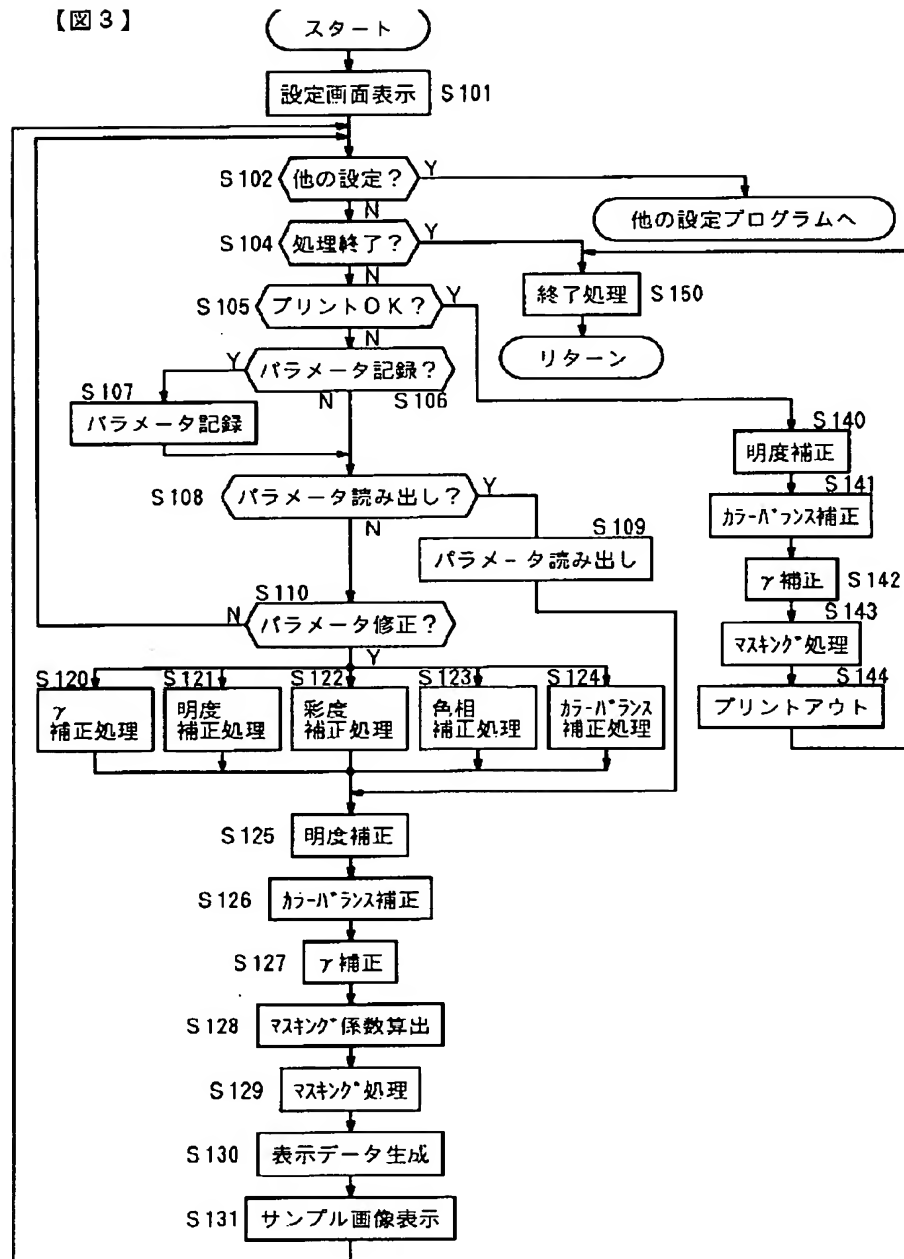 【図3】
スタート
設定画面表示 S101
S102 他の設定? Y
N
他の設定プログラムへ
S104 処理終了? Y
N
終了処理 S150
リターン
S105 プリントOK? Y
N
Y パラメータ記録?
N S106
S107
パラメータ記録
S108 パラメータ読み出し? Y
N
S109
パラメータ読み出し
S110
N パラメータ修正?
Y
S120
γ
補正処理
S121
明度
補正処理
S122
彩度
補正処理
S123
色相
補正処理
S124
カラーバランス
補正処理
S125 明度補正
S126 カラーバランス補正
S127 γ補正
S128 マスキング係数算出
S129 マスキング処理
S130 表示データ生成
S131 サンプル画像表示
S140
明度補正
S141
カラーバランス補正
γ補正 S142
S143
マスキング処理
S144
プリントアウト